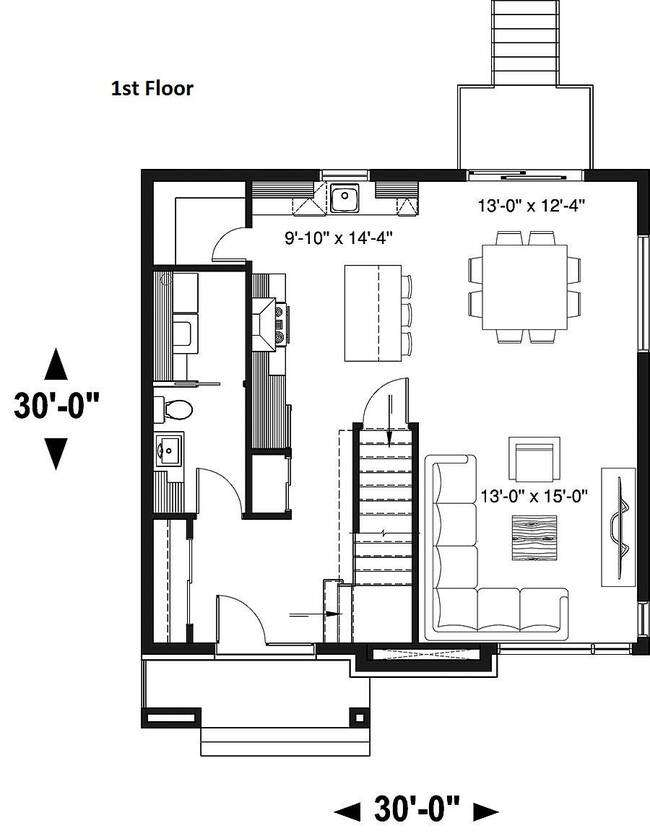 1st Floor
13'-0" x 12'-4"
9'-10" x 14'-4"
30'-0"
13'-0" x 15'-0"
30'-0"